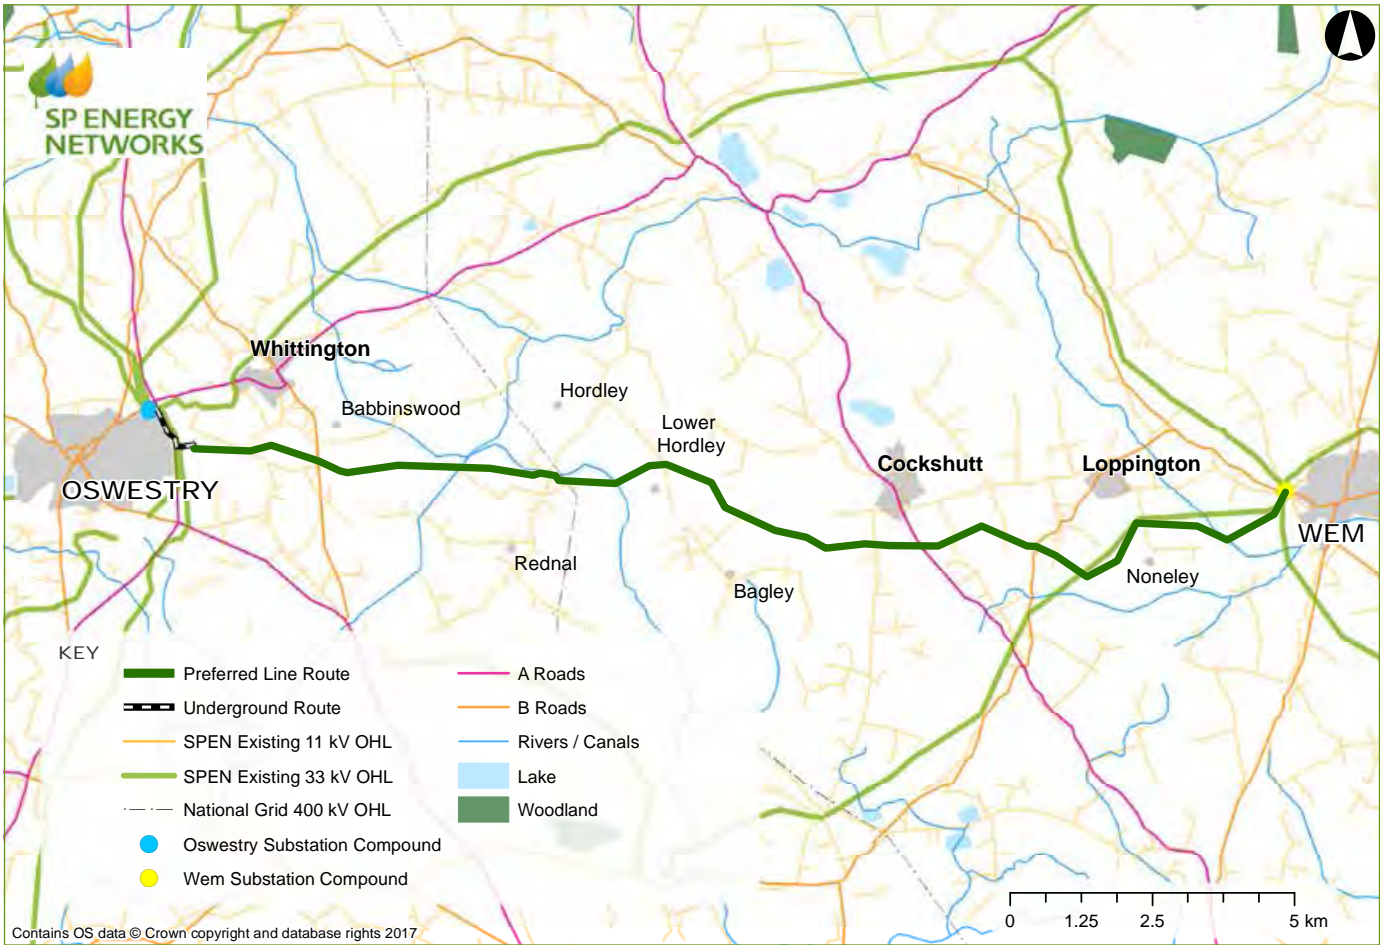 SP ENERGY
NETWORKS
Whittington
Hordley
Babbinswood
Lower
Hordley
Cockshutt
Loppington
OSWESTRY
WEM
Rednal
Noneley
Bagley
KEY
Preferred Line Route
Underground Route
SPEN Existing 11 kV OHL
SPEN Existing 33 kV OHL
National Grid 400 kV OHL
Oswestry Substation Compound
Wem Substation Compound
A Roads
B Roads
Rivers / Canals
Lake
Woodland
0 1.25 2.5 5 km
Contains OS data © Crown copyright and database rights 2017